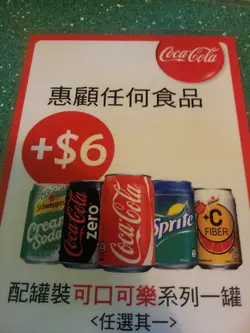 Coca-Cola
惠顧任何食品
+$6
Schweppes
Cream
Soda
Coca-Cola
zero
Coca-Cola
Sprite
+C
FIBER
配罐裝可口可樂系列一罐
<任選其一>